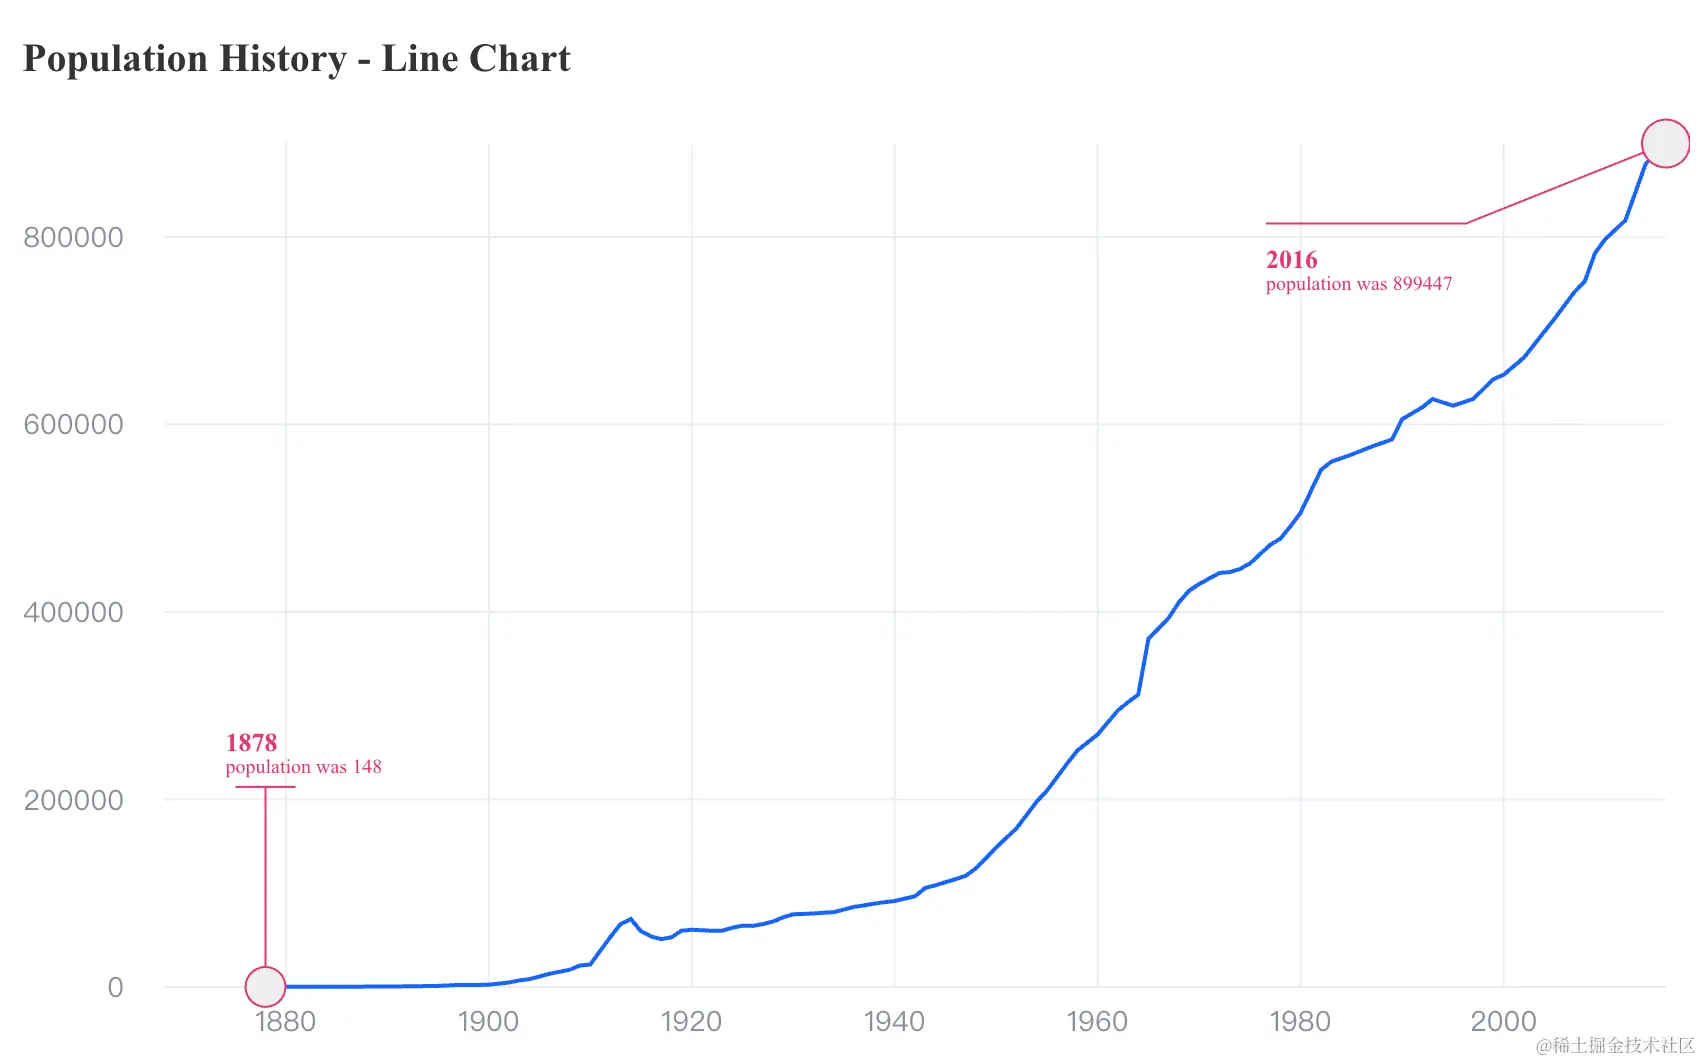 Population History - Line Chart
800000
2016
population was 899447
600000
400000
1878
population was 148
200000
0
1880 1900 1920 1940 1960 1980 2000
@稀土掘金技术社区